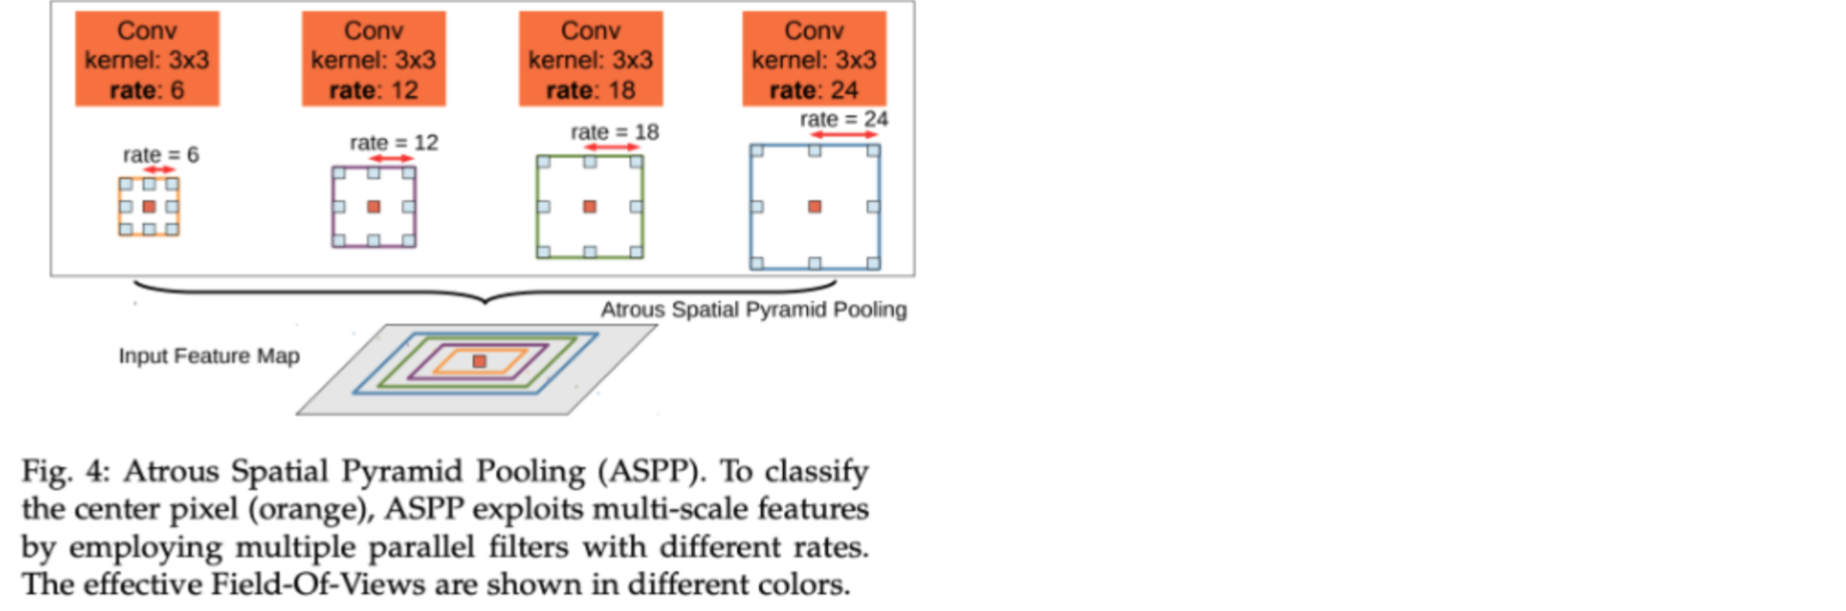 Conv
kernel: 3x3
rate: 6
Conv
kernel: 3x3
rate: 12
Conv
kernel: 3x3
rate: 18
Conv
kernel: 3x3
rate: 24
rate = 6
rate = 12
rate = 18
rate = 24
Atrous Spatial Pyramid Pooling
Input Feature Map
Fig. 4: Atrous Spatial Pyramid Pooling (ASPP). To classify
the center pixel (orange), ASPP exploits multi-scale features
by employing multiple parallel filters with different rates.
The effective Field-Of-Views are shown in different colors.